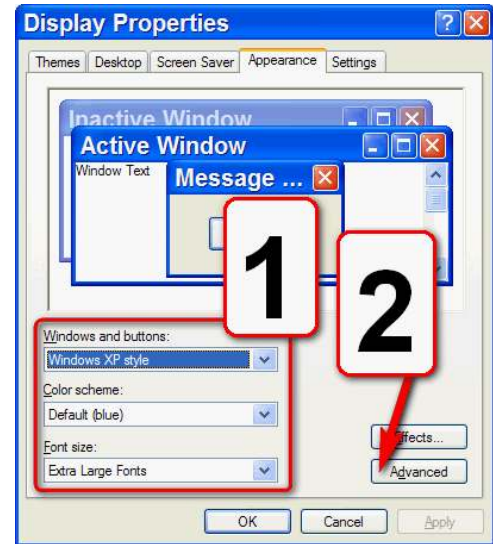 Display Properties
Themes Desktop Screen Saver Appearance Settings
Inactive Window
Active Window
Window Text
Message ...
1
2
Windows and buttons:
Windows XP style
Color scheme:
Default (blue)
Effects...
Font size:
Extra Large Fonts
Advanced
OK Cancel Apply